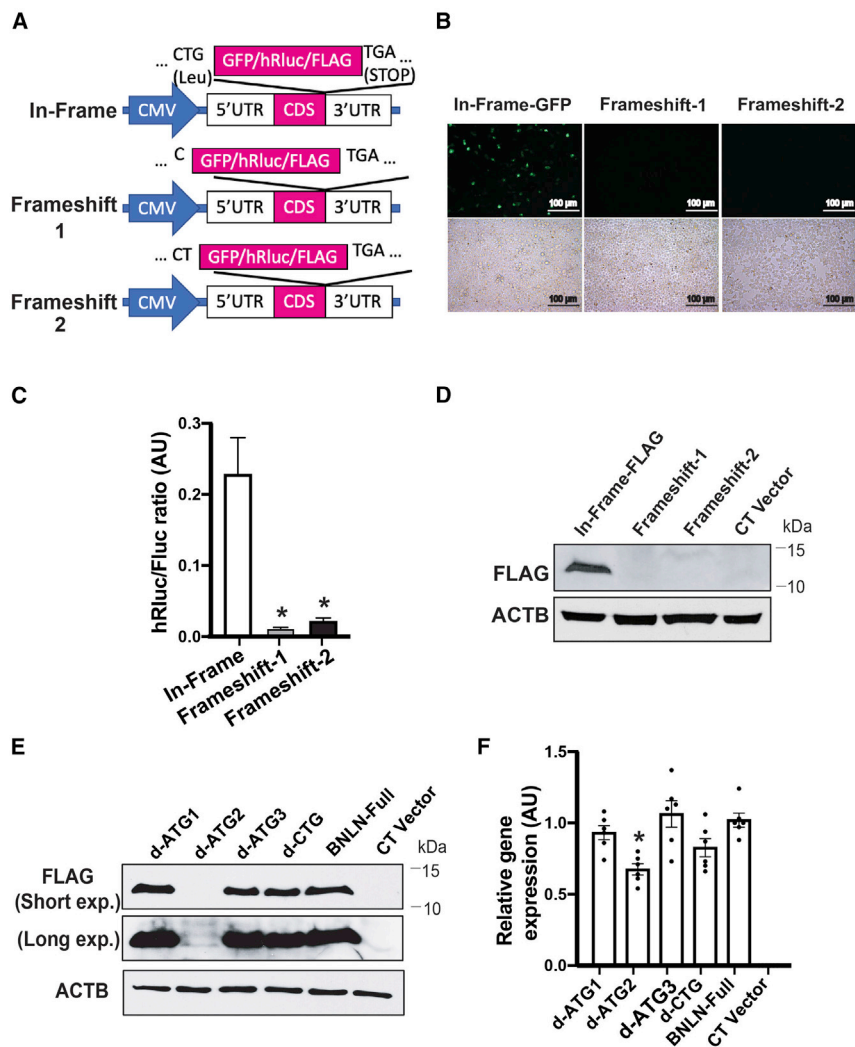 A
... CTG GFP/hRluc/FLAG TGA ...
(Leu) (STOP)
In-Frame CMV 5'UTR CDS 3'UTR
... C GFP/hRluc/FLAG TGA ...
Frameshift
1
CMV 5'UTR CDS 3'UTR
... CT GFP/hRluc/FLAG TGA ...
Frameshift
2
CMV 5'UTR CDS 3'UTR
B
In-Frame-GFP Frameshift-1 Frameshift-2
100 µm 100 µm 100 µm
100 µm 100 µm 100 µm
C
hRluc/Fluc ratio (AU)
0.3
0.2
0.1
0.0
* *
In-Frame
Frameshift-1
Frameshift-2
D
In-Frame-FLAG
Frameshift-1
Frameshift-2
CT Vector
kDa
FLAG
15
10
ACTB
E
d-ATG1
d-ATG2
d-ATG3
d-CTG
BNLN-Full
CT Vector
kDa
FLAG
(Short exp.)
15
10
(Long exp.)
ACTB
F
Relative gene
expression (AU)
1.5
1.0
0.5
0.0
*
d-ATG1
d-ATG2
d-ATG3
d-CTG
BNLN-Full
CT Vector